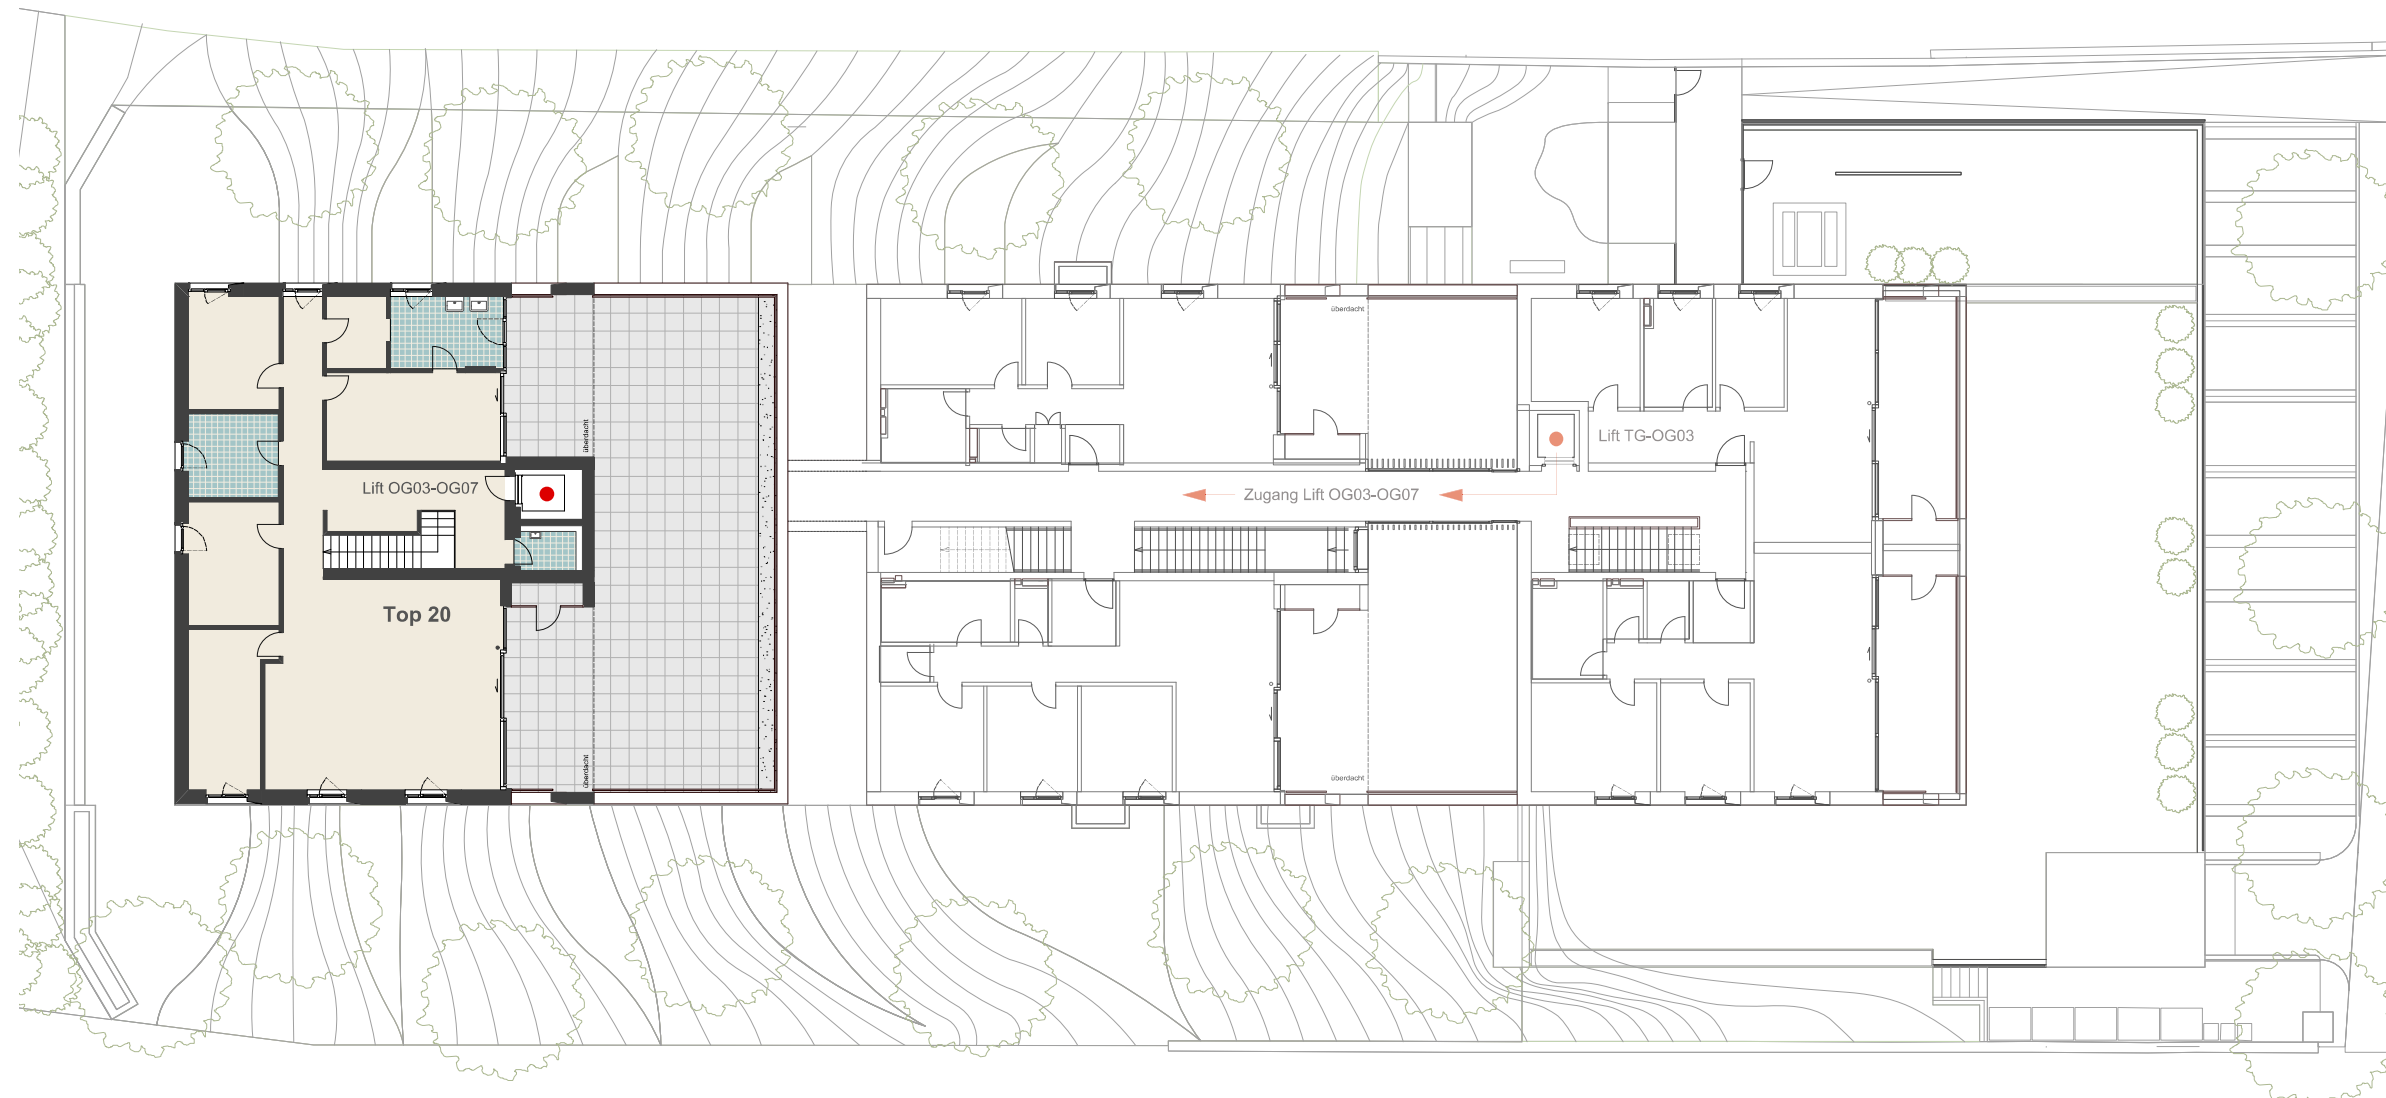 überdacht
überdacht
Lift TG-OG03
Lift OG03-OG07
Zugang Lift OG03-OG07
Top 20
überdacht
überdacht